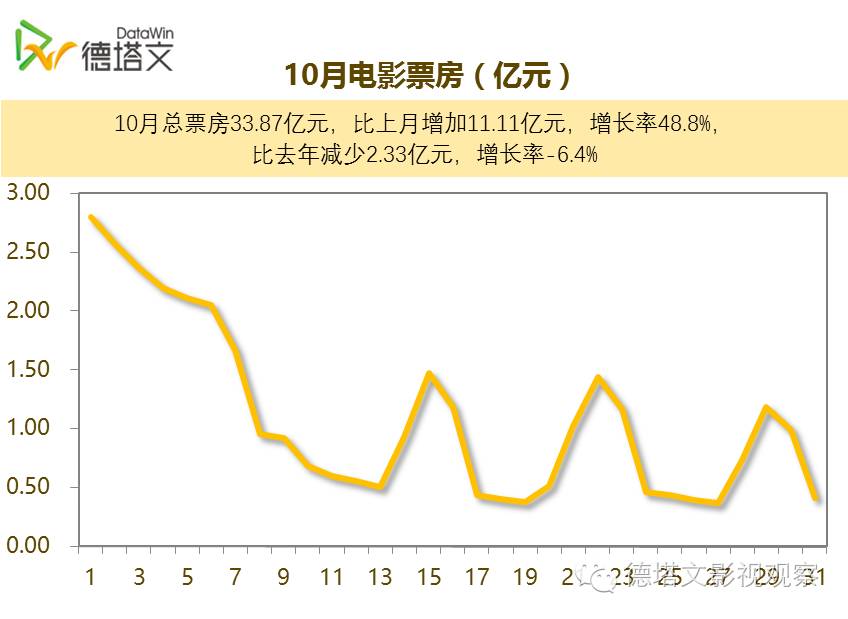 DataWin
德塔文
10月电影票房（亿元）
10月总票房33.87亿元，比上月增加11.11亿元，增长率48.8%，
比去年减少2.33亿元，增长率-6.4%
3.00
2.50
2.00
1.50
1.00
0.50
0.00
1 3 5 7 9 11 13 15 17 19 21 23 25 27 29 31
德塔文影视观察